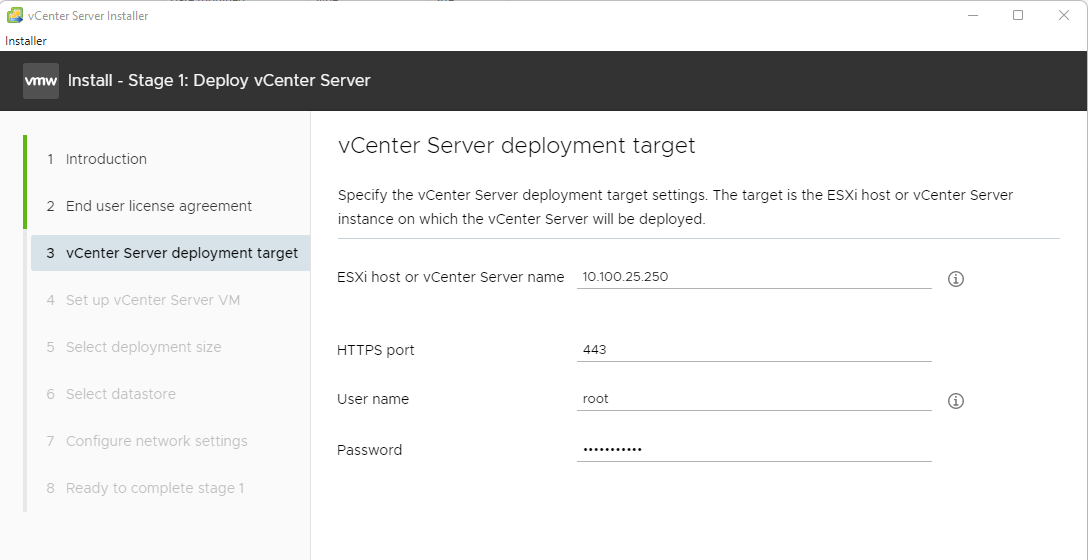 vCenter Server Installer
Installer
vmw Install - Stage 1: Deploy vCenter Server
1 Introduction
2 End user license agreement
3 vCenter Server deployment target
4 Set up vCenter Server VM
5 Select deployment size
6 Select datastore
7 Configure network settings
8 Ready to complete stage 1
vCenter Server deployment target
Specify the vCenter Server deployment target settings. The target is the ESXi host or vCenter Server
instance on which the vCenter Server will be deployed.
ESXi host or vCenter Server name 10.100.25.250
HTTPS port 443
User name root
Password •••••••••••